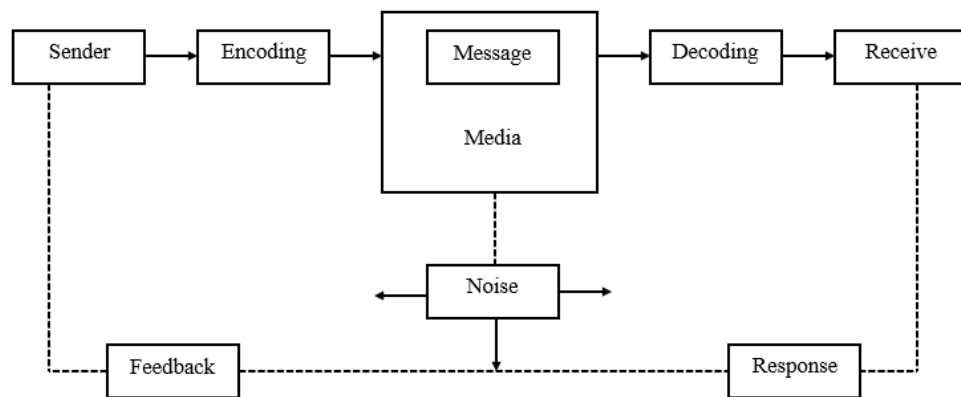 Sender
Encoding
Message
Media
Decoding
Receive
Noise
Feedback
Response